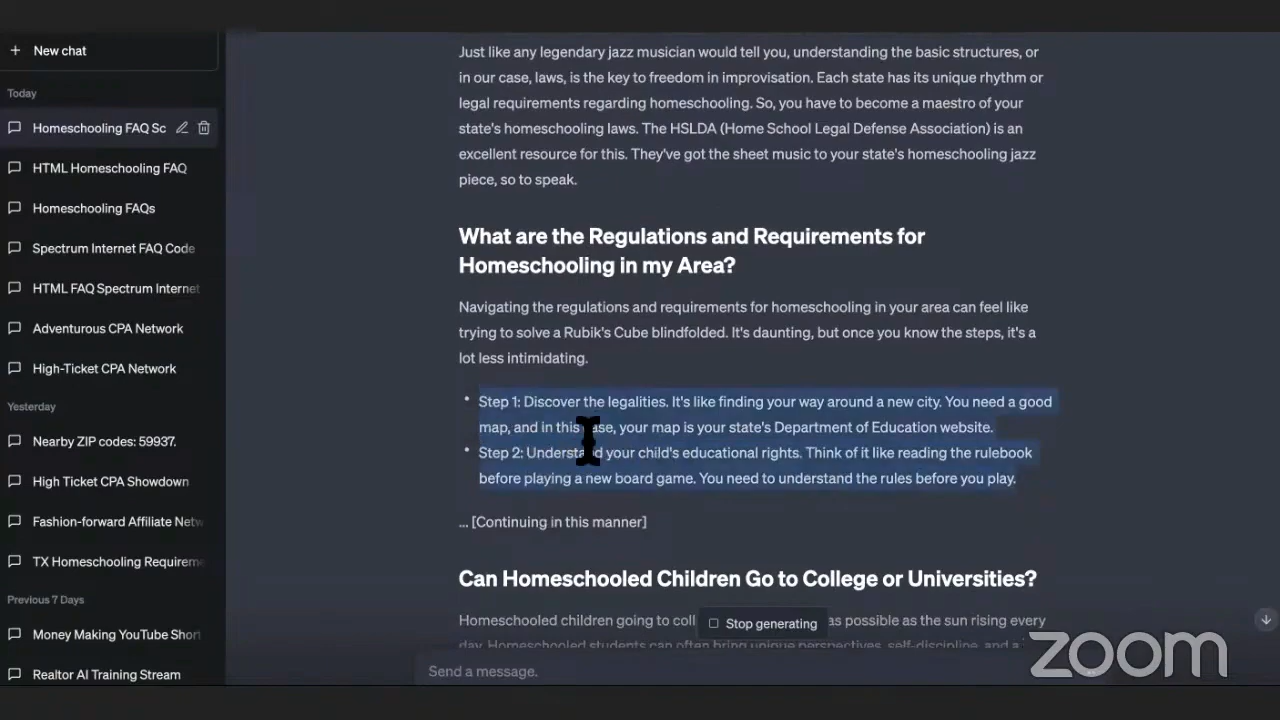 New chat
Today
Homeschooling FAQ Sc
HTML Homeschooling FAQ
Homeschooling FAQs
Spectrum Internet FAQ Code
HTML FAQ Spectrum Internet
Adventurous CPA Network
High-Ticket CPA Network
Yesterday
Nearby ZIP codes: 59937.
High Ticket CPA Showdown
Fashion-forward Affiliate Netw
TX Homeschooling Requirem
Previous 7 Days
Money Making YouTube Short
Realtor AI Training Stream
Just like any legendary jazz musician would tell you, understanding the basic structures, or
in our case, laws, is the key to freedom in improvisation. Each state has its unique rhythm or
legal requirements regarding homeschooling. So, you have to become a maestro of your
state's homeschooling laws. The HSLDA (Home School Legal Defense Association) is an
excellent resource for this. They've got the sheet music to your state's homeschooling jazz
piece, so to speak.
What are the Regulations and Requirements for
Homeschooling in my Area?
Navigating the regulations and requirements for homeschooling in your area can feel like
trying to solve a Rubik's Cube blindfolded. It's daunting, but once you know the steps, it's a
lot less intimidating.
• Step 1: Discover the legalities. It's like finding your way around a new city. You need a good
map, and in this case, your map is your state's Department of Education website.
• Step 2: Understand your child's educational rights. Think of it like reading the rulebook
before playing a new board game. You need to understand the rules before you play.
... [Continuing in this manner]
Can Homeschooled Children Go to College or Universities?
Homeschooled children going to coll as possible as the sun rising every
day. Homeschooled students can often bring unique perspectives, self-discipline, and a
Stop generating
Send a message.
zoom